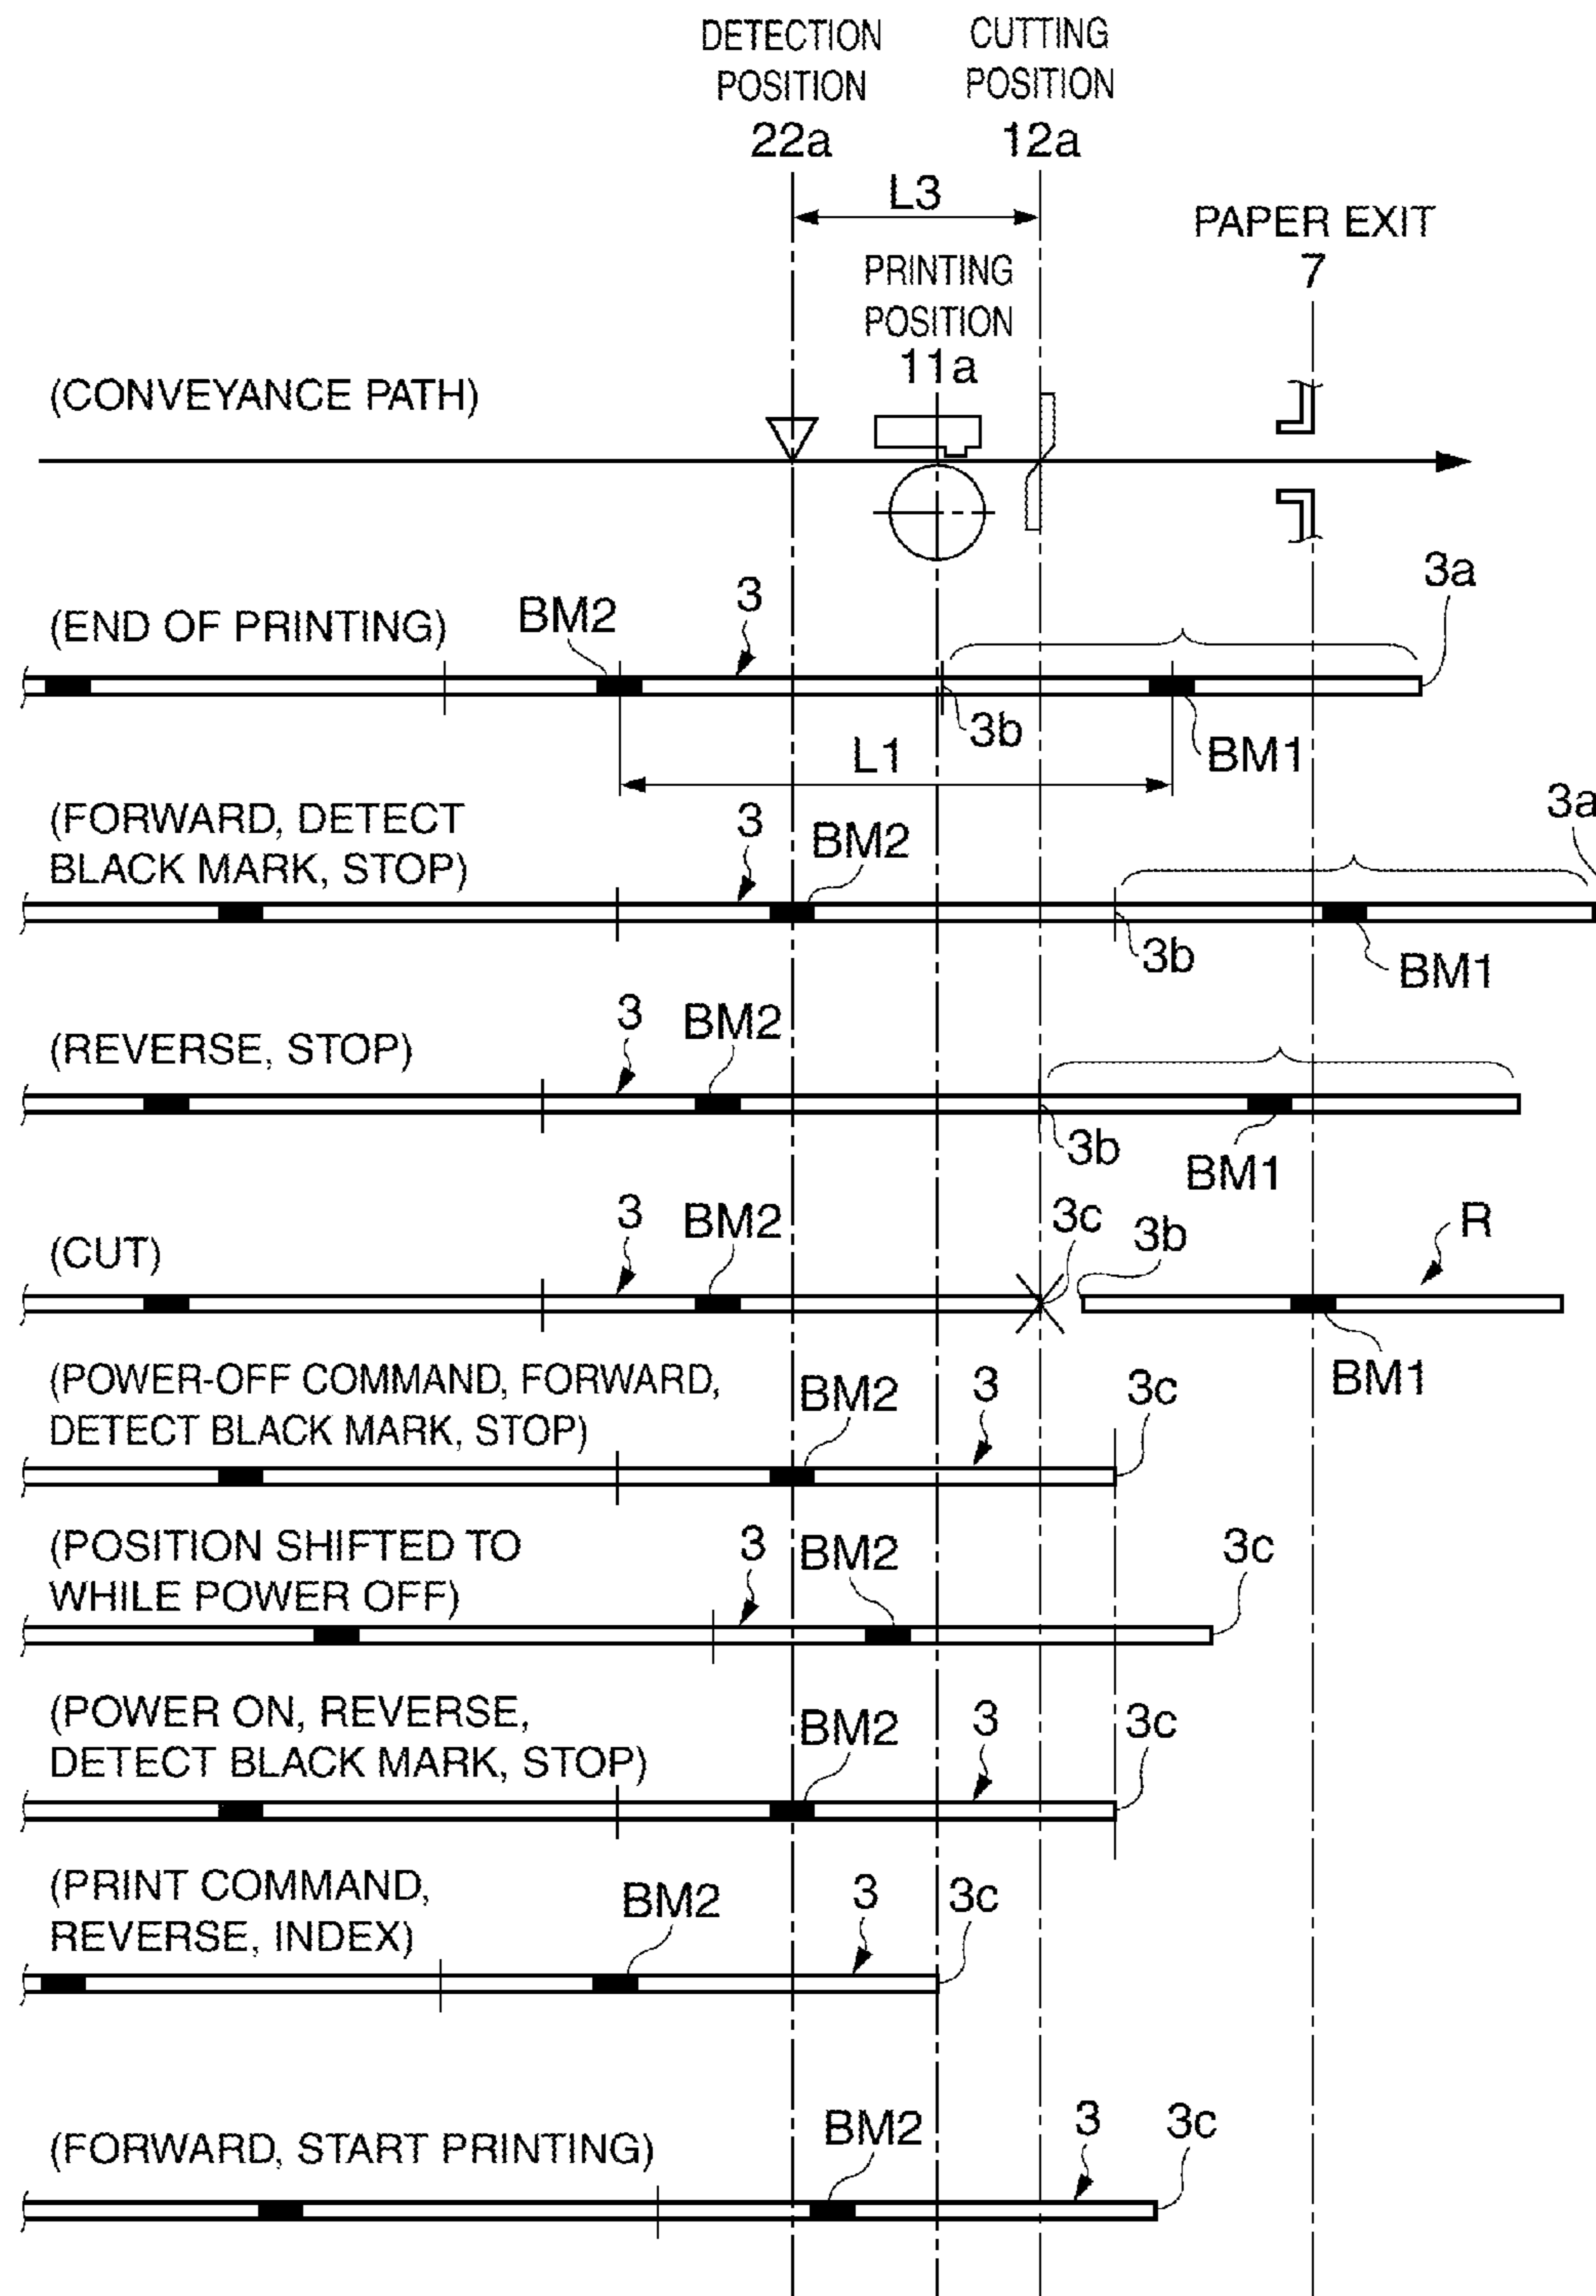 DETECTION
POSITION
22a
CUTTING
POSITION
12a
L3
PAPER EXIT
7
PRINTING
POSITION
11a
(CONVEYANCE PATH)
(END OF PRINTING)
BM2
3
3a
3b
BM1
L1
(FORWARD, DETECT
BLACK MARK, STOP)
3
BM2
3a
3b
BM1
(REVERSE, STOP)
3
BM2
3b
BM1
(CUT)
3
BM2
3c
3b
R
BM1
(POWER-OFF COMMAND, FORWARD,
DETECT BLACK MARK, STOP)
BM2
3
3c
(POSITION SHIFTED TO
WHILE POWER OFF)
3
BM2
3c
(POWER ON, REVERSE,
DETECT BLACK MARK, STOP)
BM2
3
3c
(PRINT COMMAND,
REVERSE, INDEX)
BM2
3
3c
(FORWARD, START PRINTING)
BM2
3
3c